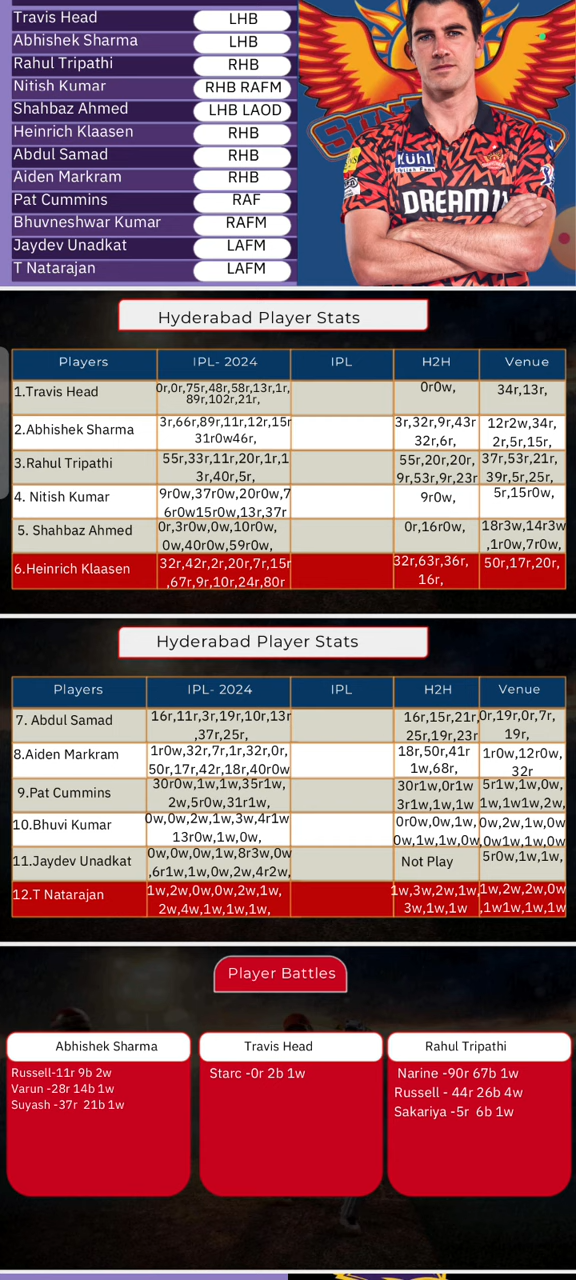 Travis Head LHB
Abhishek Sharma LHB
Rahul Tripathi RHB
Nitish Kumar RHB RAFM
Shahbaz Ahmed LHB LAOD
Heinrich Klaasen RHB
Abdul Samad RHB
Aiden Markram RHB
Pat Cummins RAF
Bhuvneshwar Kumar RAFM
Jaydev Unadkat LAFM
T Natarajan LAFM
Kühl
DREAM11
Hyderabad Player Stats
Players IPL- 2024 IPL H2H Venue
1.Travis Head 0r,0r,75r,48r,58r,13r,1r, 0r0w, 34r,13r,
89r,102r,21r,
2.Abhishek Sharma 3r,66r,89r,11r,12r,15r 3r,32r,9r,43r 12r2w,34r,
31r0w46r, 32r,6r, 2r,5r,15r,
3.Rahul Tripathi 55r,33r,11r,20r,1r,1 55r,20r,20r, 37r,53r,21r,
3r,40r,5r, 9r,53r,9r,23r 39r,5r,25r,
4. Nitish Kumar 9r0w,37r0w,20r0w,7 9r0w, 5r,15r0w,
6r0w15r0w,13r,37r
5. Shahbaz Ahmed 0r,3r0w,0w,10r0w, 0r,16r0w, 18r3w,14r3w
0w,40r0w,59r0w, ,1r0w,7r0w,
6.Heinrich Klaasen 32r,42r,2r,20r,7r,15r 32r,63r,36r, 50r,17r,20r,
,67r,9r,10r,24r,80r 16r,
Hyderabad Player Stats
Players IPL- 2024 IPL H2H Venue
7. Abdul Samad 16r,11r,3r,19r,10r,13r 16r,15r,21r, 0r,19r,0r,7r,
,37r,25r, 25r,19r,23r 19r,
8.Aiden Markram 1r0w,32r,7r,1r,32r,0r, 18r,50r,41r 1r0w,12r0w,
50r,17r,42r,18r,40r0w 1w,68r, 32r
9.Pat Cummins 30r0w,1w,1w,35r1w, 30r1w,0r1w 5r1w,1w,0w,
2w,5r0w,31r1w, 3r1w,1w,1w 1w,1w1w,2w,
10.Bhuvi Kumar 0w,0w,2w,1w,3w,4r1w 0r0w,0w,1w, 0w,2w,1w,0w
13r0w,1w,0w, 0w,1w,1w,0w ,0w1w,1w,0w
11.Jaydev Unadkat 0w,0w,0w,1w,8r3w,0w Not Play 5r0w,1w,1w,
,6r1w,1w,0w,2w,4r2w,
12.T Natarajan 1w,2w,0w,0w,2w,1w, 1w,3w,2w,1w, 1w,2w,2w,0w
2w,4w,1w,1w,1w, 3w,1w,1w ,1w1w,1w,1w
Player Battles
Abhishek Sharma
Russell-11r 9b 2w
Varun -28r 14b 1w
Suyash -37r 21b 1w
Travis Head
Starc -0r 2b 1w
Rahul Tripathi
Narine -90r 67b 1w
Russell - 44r 26b 4w
Sakariya -5r 6b 1w